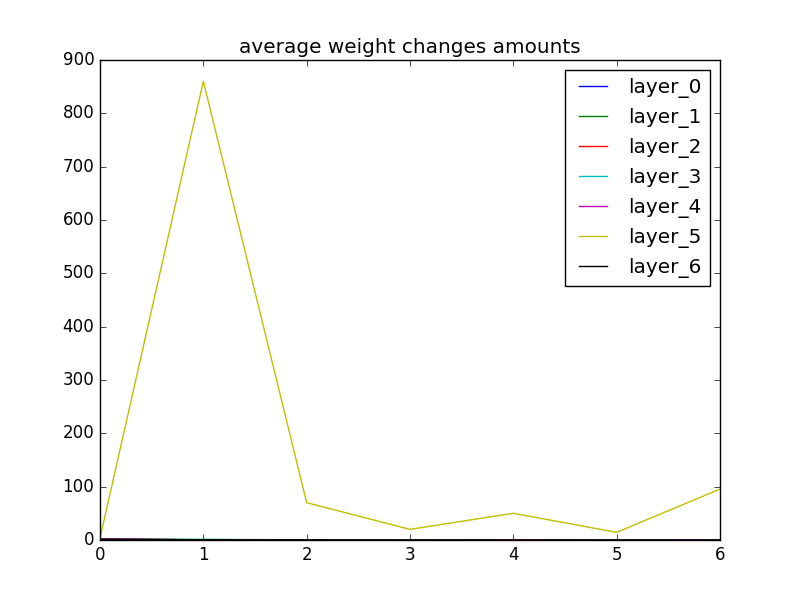 average weight changes amounts
900
800
700
600
500
400
300
200
100
0
layer_0
layer_1
layer_2
layer_3
layer_4
layer_5
layer_6
0 1 2 3 4 5 6